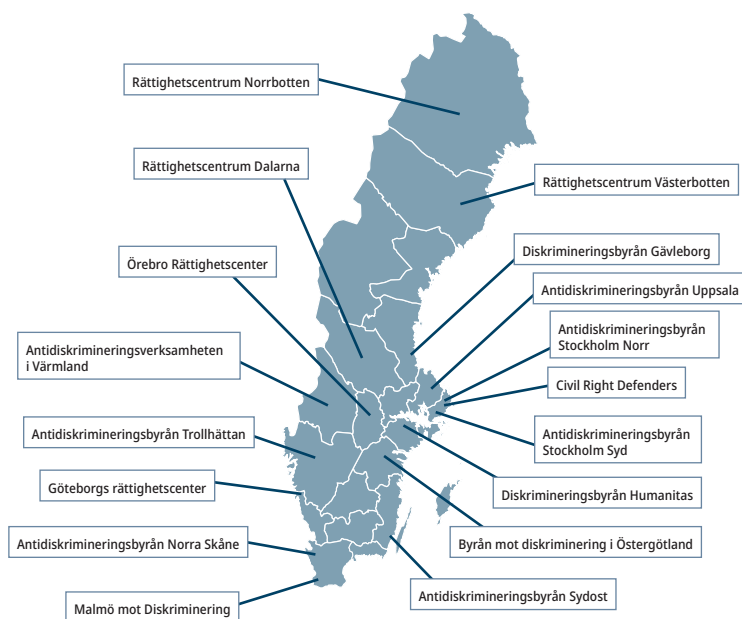 Rättighetscentrum Norrbotten
Rättighetscentrum Dalarna
Rättighetscentrum Västerbotten
Örebro Rättighetscenter
Diskrimineringsbyrån Gävleborg
Antidiskrimineringsbyrån Uppsala
Antidiskrimineringsbyrån
Stockholm Norr
Antidiskrimineringsverksamheten
i Värmland
Civil Right Defenders
Antidiskrimineringsbyrån Trollhättan
Antidiskrimineringsbyrån
Stockholm Syd
Göteborgs rättighetscenter
Diskrimineringsbyrån Humanitas
Antidiskrimineringsbyrån Norra Skåne
Byrån mot diskriminering i Östergötland
Antidiskrimineringsbyrån Sydost
Malmö mot Diskriminering